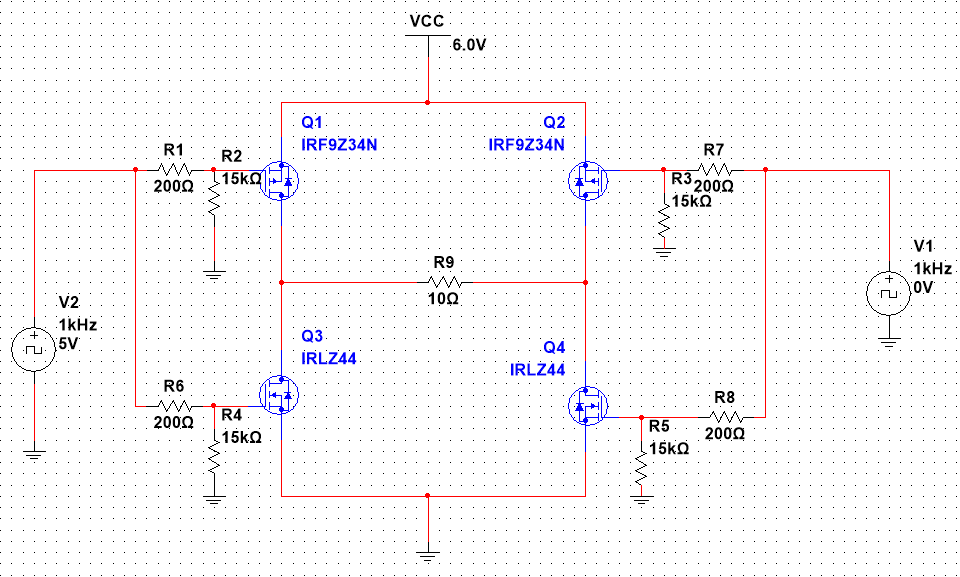 VCC
6.0V
Q1
IRF9Z34N
Q2
IRF9Z34N
R1
200Ω
R2
15kΩ
R7
200Ω
R3
15kΩ
V1
1kHz
0V
R9
10Ω
V2
1kHz
5V
Q3
IRLZ44
Q4
IRLZ44
R6
200Ω
R4
15kΩ
R8
200Ω
R5
15kΩ